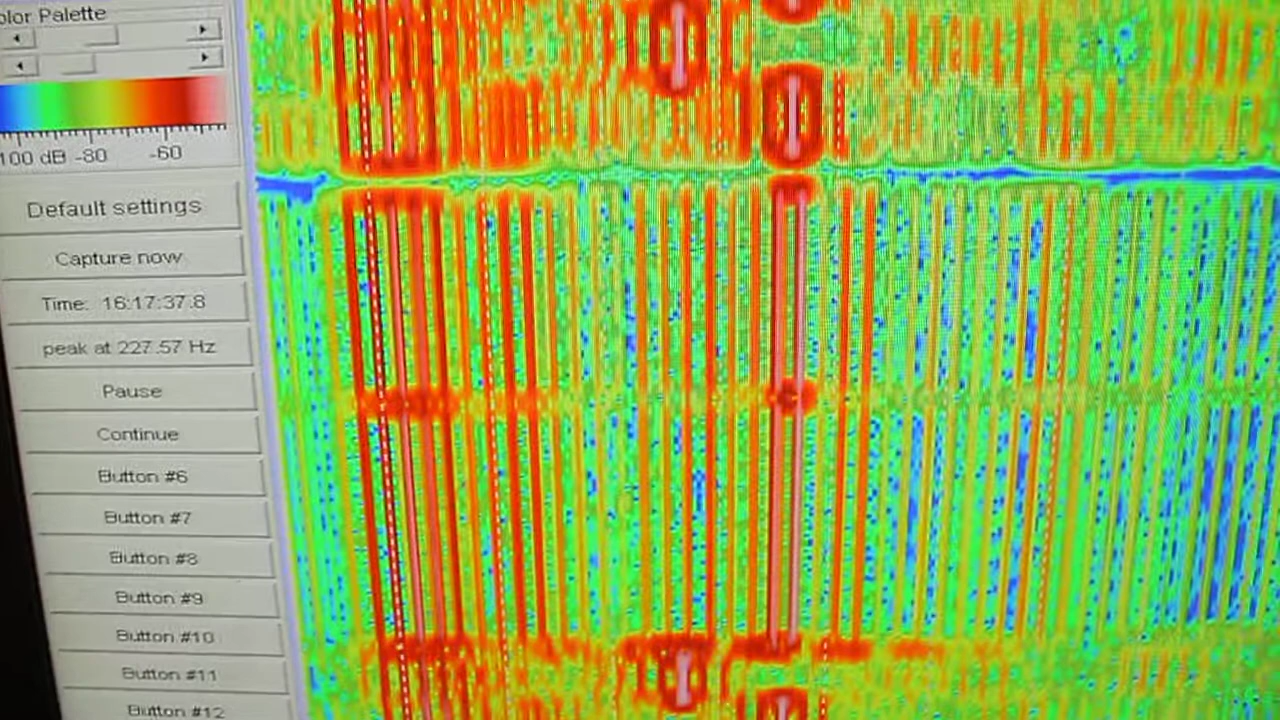 olor Palette
100 dB -80 -60
Default settings
Capture now
Time: 16:17:37.8
peak at 227.57 Hz
Pause
Continue
Button #6
Button #7
Button #8
Button #9
Button #10
Button #11
Button #12